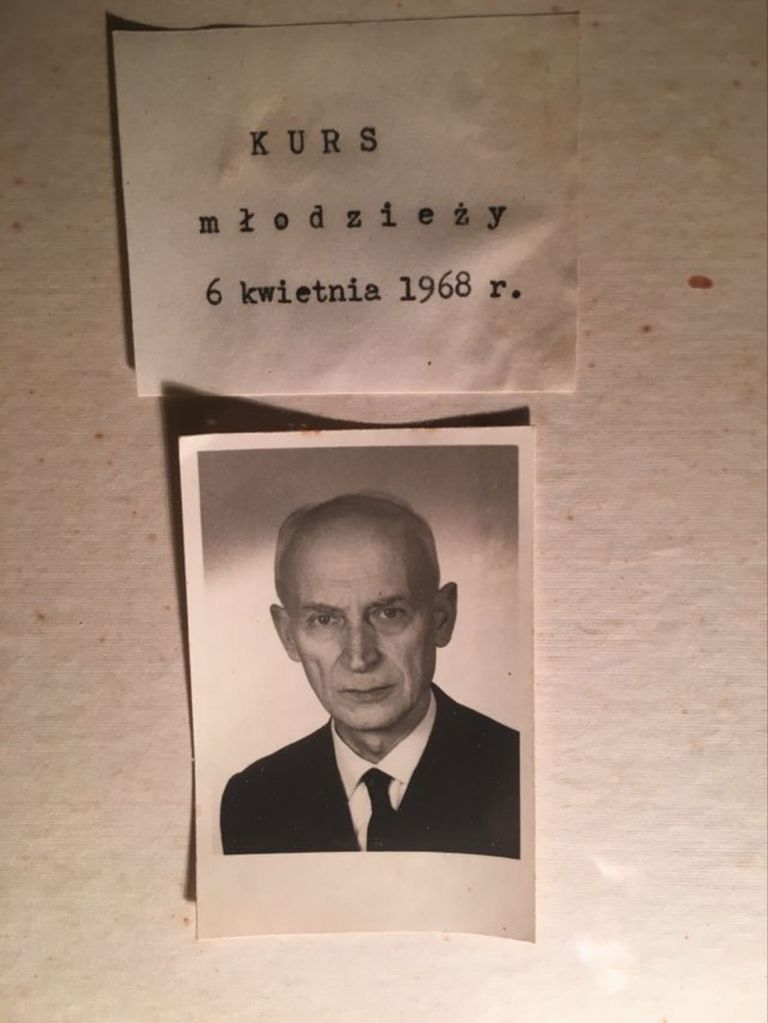 KURS
młodzieży
6 kwietnia 1968 r.